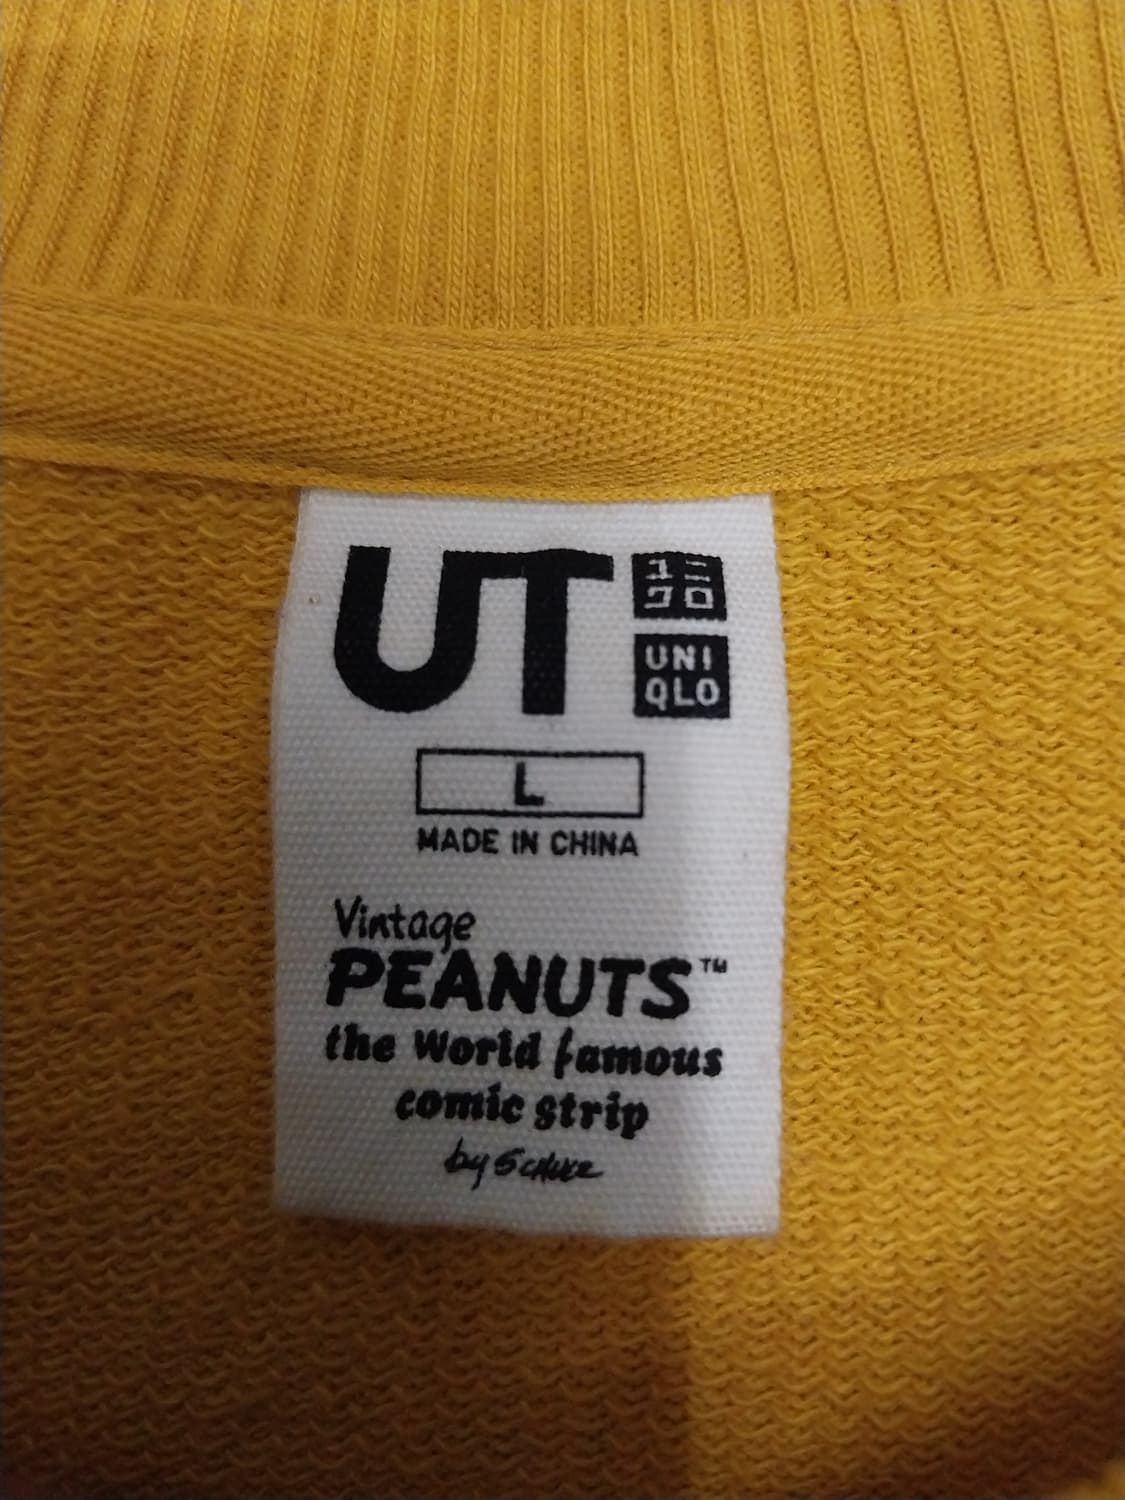 UT
ユニ
クロ
UNI
QLO
L
MADE IN CHINA
Vintage
PEANUTS™
the World famous
comic strip
by Schulz